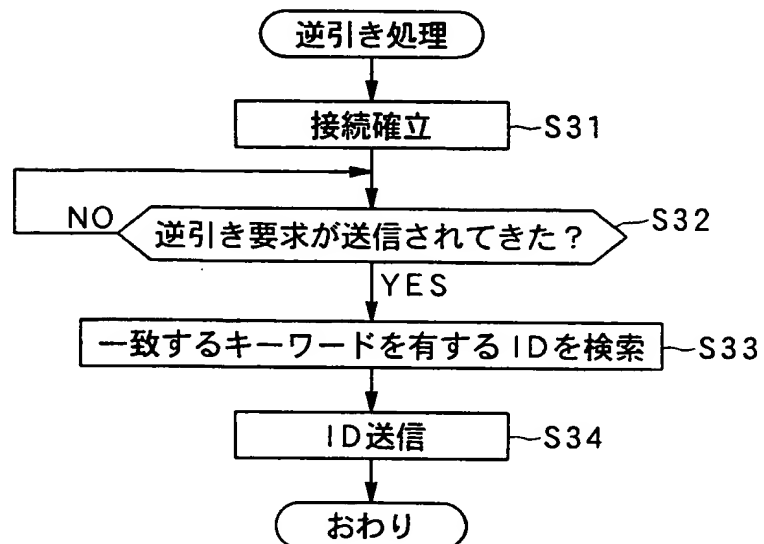 逆引き処理
接続確立
S31
NO
逆引き要求が送信されてきた？
S32
YES
一致するキーワードを有するIDを検索
S33
ID送信
S34
おわり